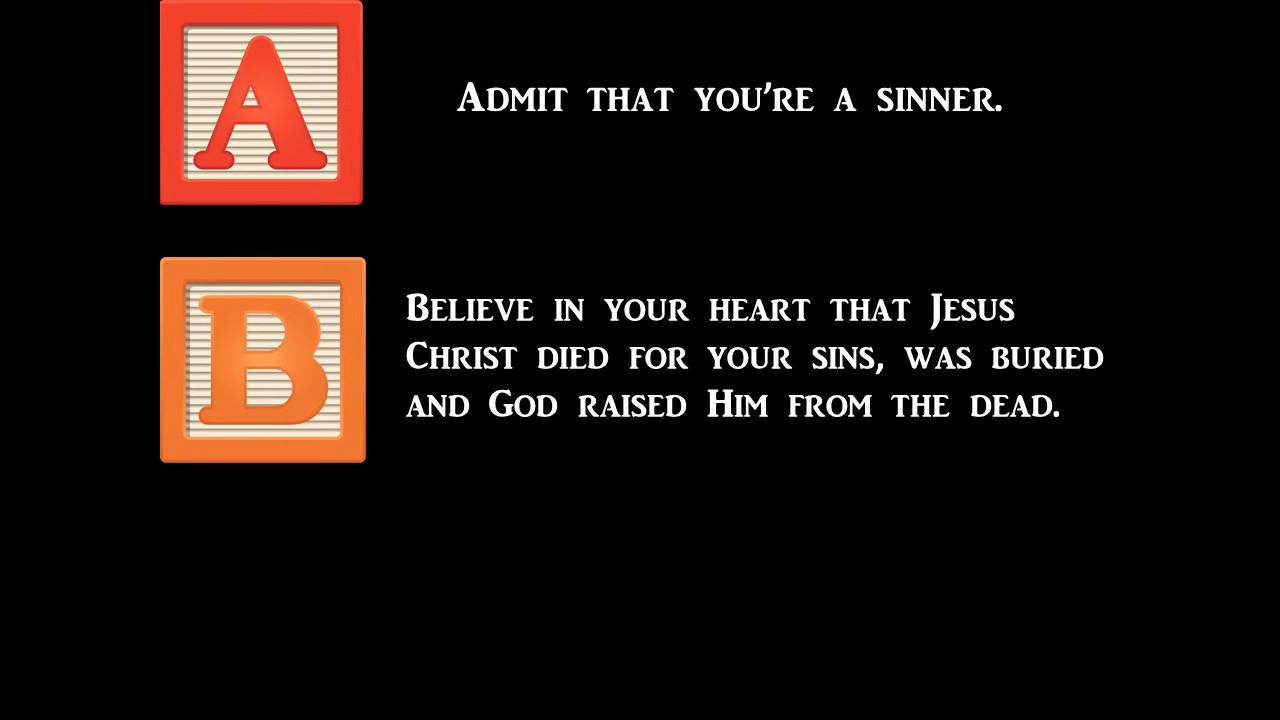 A
Admit that you're a sinner.
B
Believe in your heart that Jesus
Christ died for your sins, was buried
and God raised Him from the dead.